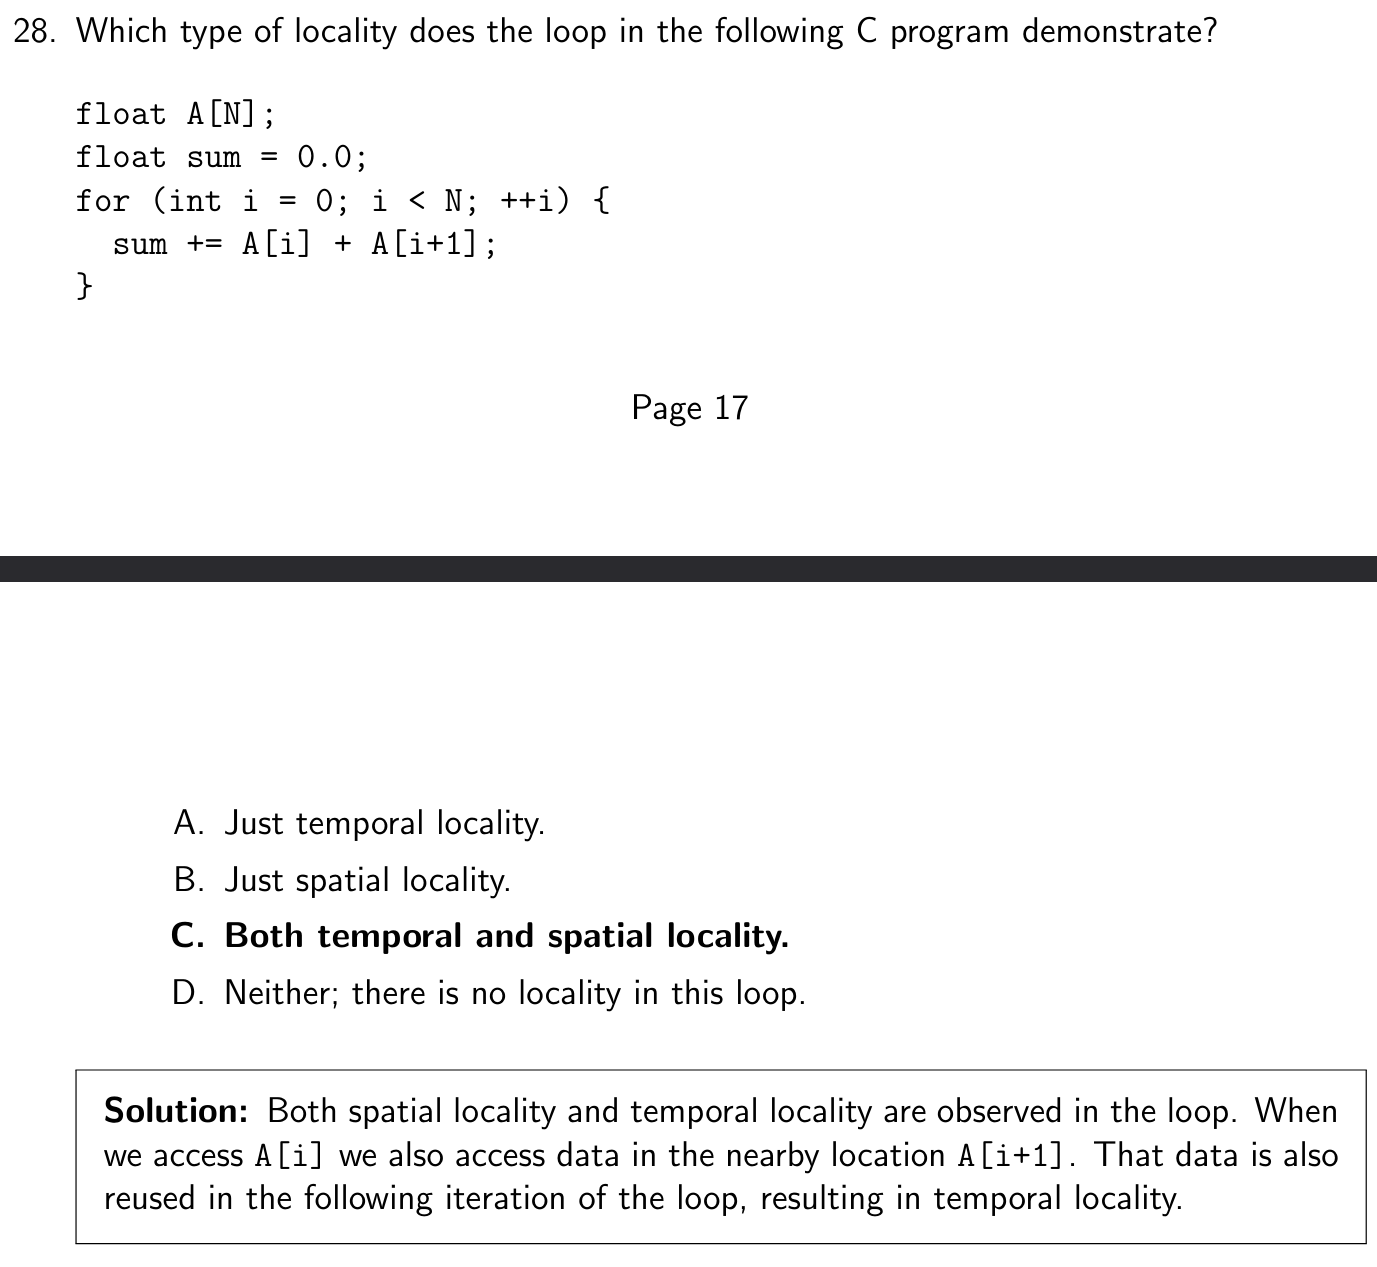 28. Which type of locality does the loop in the following C program demonstrate?
float A[N];
float sum = 0.0;
for (int i = 0; i < N; ++i) {
  sum += A[i] + A[i+1];
}
Page 17
A. Just temporal locality.
B. Just spatial locality.
C. Both temporal and spatial locality.
D. Neither; there is no locality in this loop.
Solution: Both spatial locality and temporal locality are observed in the loop. When
we access A[i] we also access data in the nearby location A[i+1]. That data is also
reused in the following iteration of the loop, resulting in temporal locality.